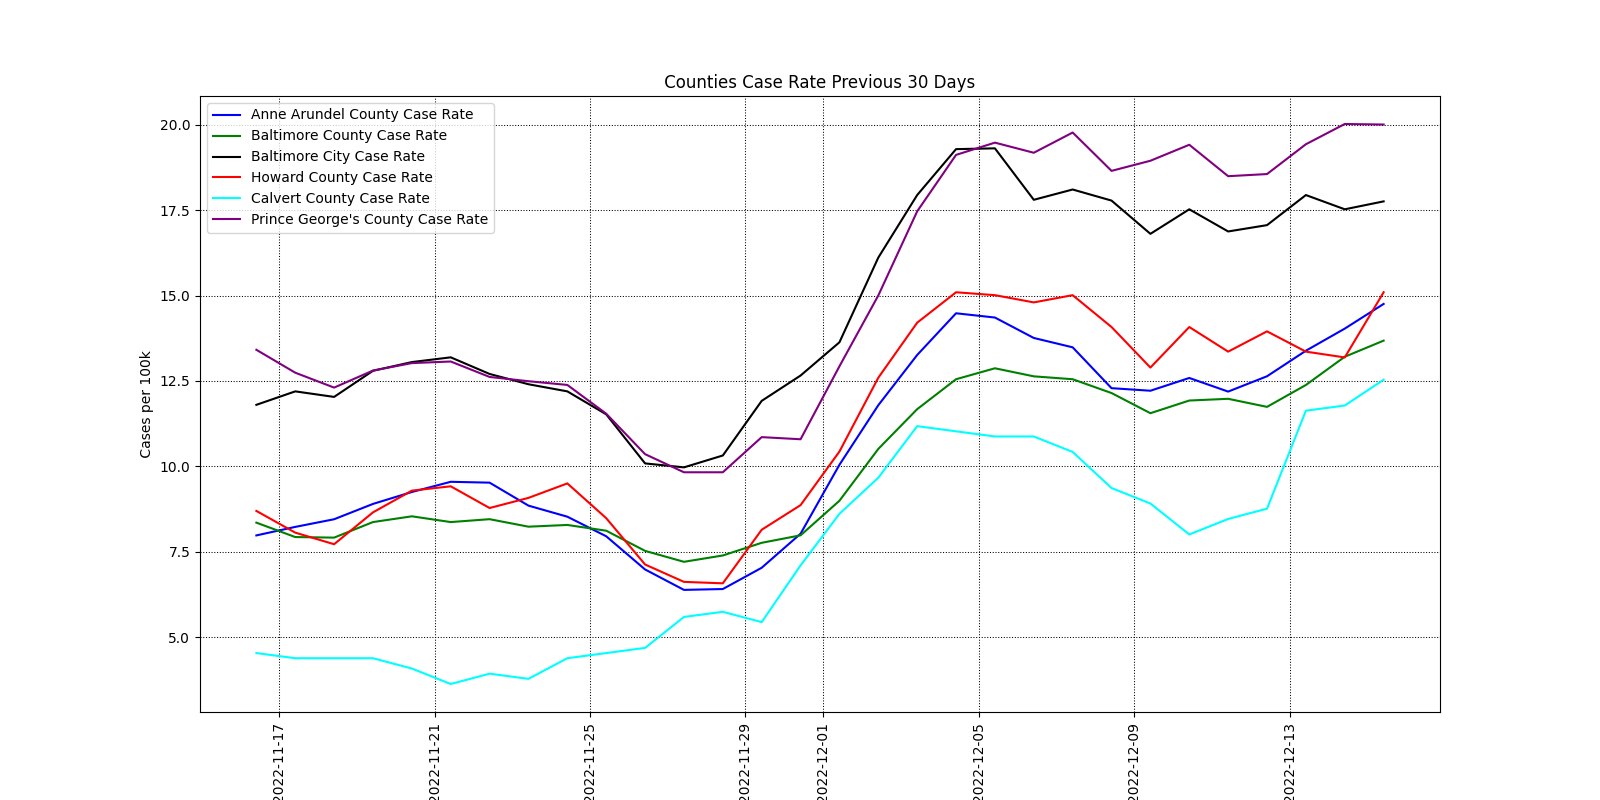 Counties Case Rate Previous 30 Days
Anne Arundel County Case Rate
Baltimore County Case Rate
Baltimore City Case Rate
Howard County Case Rate
Calvert County Case Rate
Prince George's County Case Rate
Cases per 100k
20.0
17.5
15.0
12.5
10.0
7.5
5.0
2022-11-17
2022-11-21
2022-11-25
2022-11-29
2022-12-01
2022-12-05
2022-12-09
2022-12-13